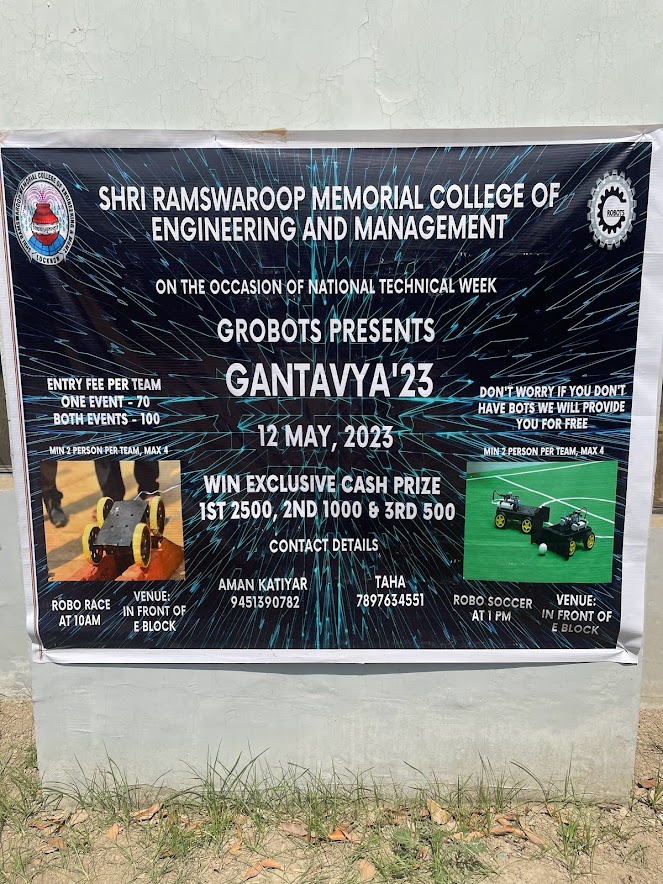 SHRI RAMSWAROOP MEMORIAL COLLEGE OF
ENGINEERING AND MANAGEMENT
LUCKNOW
ROBOTS
ON THE OCCASION OF NATIONAL TECHNICAL WEEK
GROBOTS PRESENTS
GANTAVYA'23
12 MAY, 2023
ENTRY FEE PER TEAM
ONE EVENT - 70
BOTH EVENTS - 100
MIN 2 PERSON PER TEAM, MAX 4
DON'T WORRY IF YOU DON'T
HAVE BOTS WE WILL PROVIDE
YOU FOR FREE
MIN 2 PERSON PER TEAM, MAX 4
WIN EXCLUSIVE CASH PRIZE
1ST 2500, 2ND 1000 & 3RD 500
CONTACT DETAILS
AMAN KATIYAR
9451390782
TAHA
7897634551
ROBO RACE
AT 10AM
VENUE:
IN FRONT OF
E BLOCK
ROBO SOCCER
AT 1 PM
VENUE:
IN FRONT OF
E BLOCK